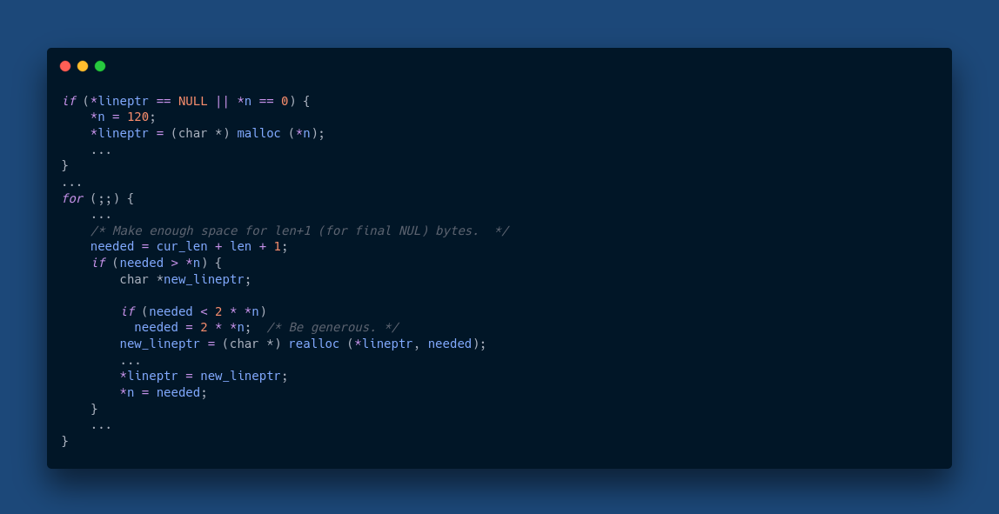 if (*lineptr == NULL || *n == 0) {
    *n = 120;
    *lineptr = (char *) malloc (*n);
    ...
}
...
for (;;) {
    ...
    /* Make enough space for len+1 (for final NUL) bytes.  */
    needed = cur_len + len + 1;
    if (needed > *n) {
        char *new_lineptr;

        if (needed < 2 * *n)
          needed = 2 * *n;  /* Be generous. */
        new_lineptr = (char *) realloc (*lineptr, needed);
        ...
        *lineptr = new_lineptr;
        *n = needed;
    }
    ...
}